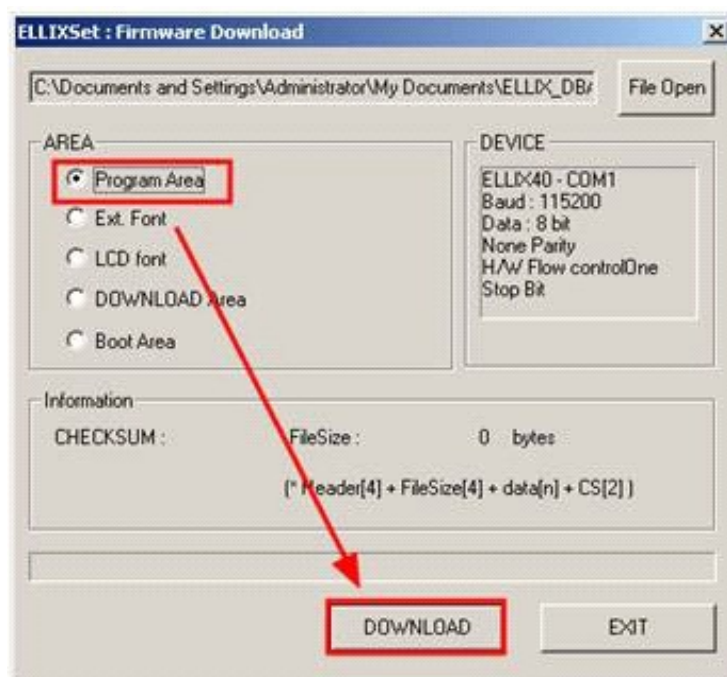 ELLIXSet : Firmware Download
C:\Documents and Settings\Administrator\My Documents\ELLIX_DB/
File Open
AREA
Program Area
Ext. Font
LCD font
DOWNLOAD Area
Boot Area
DEVICE
ELLIX40 - COM1
Baud : 115200
Data : 8 bit
None Parity
H/W Flow controlOne
Stop Bit
Information
CHECKSUM : FileSize : 0 bytes
(* Header[4] + FileSize[4] + data[n] + CS[2] )
DOWNLOAD
EXIT